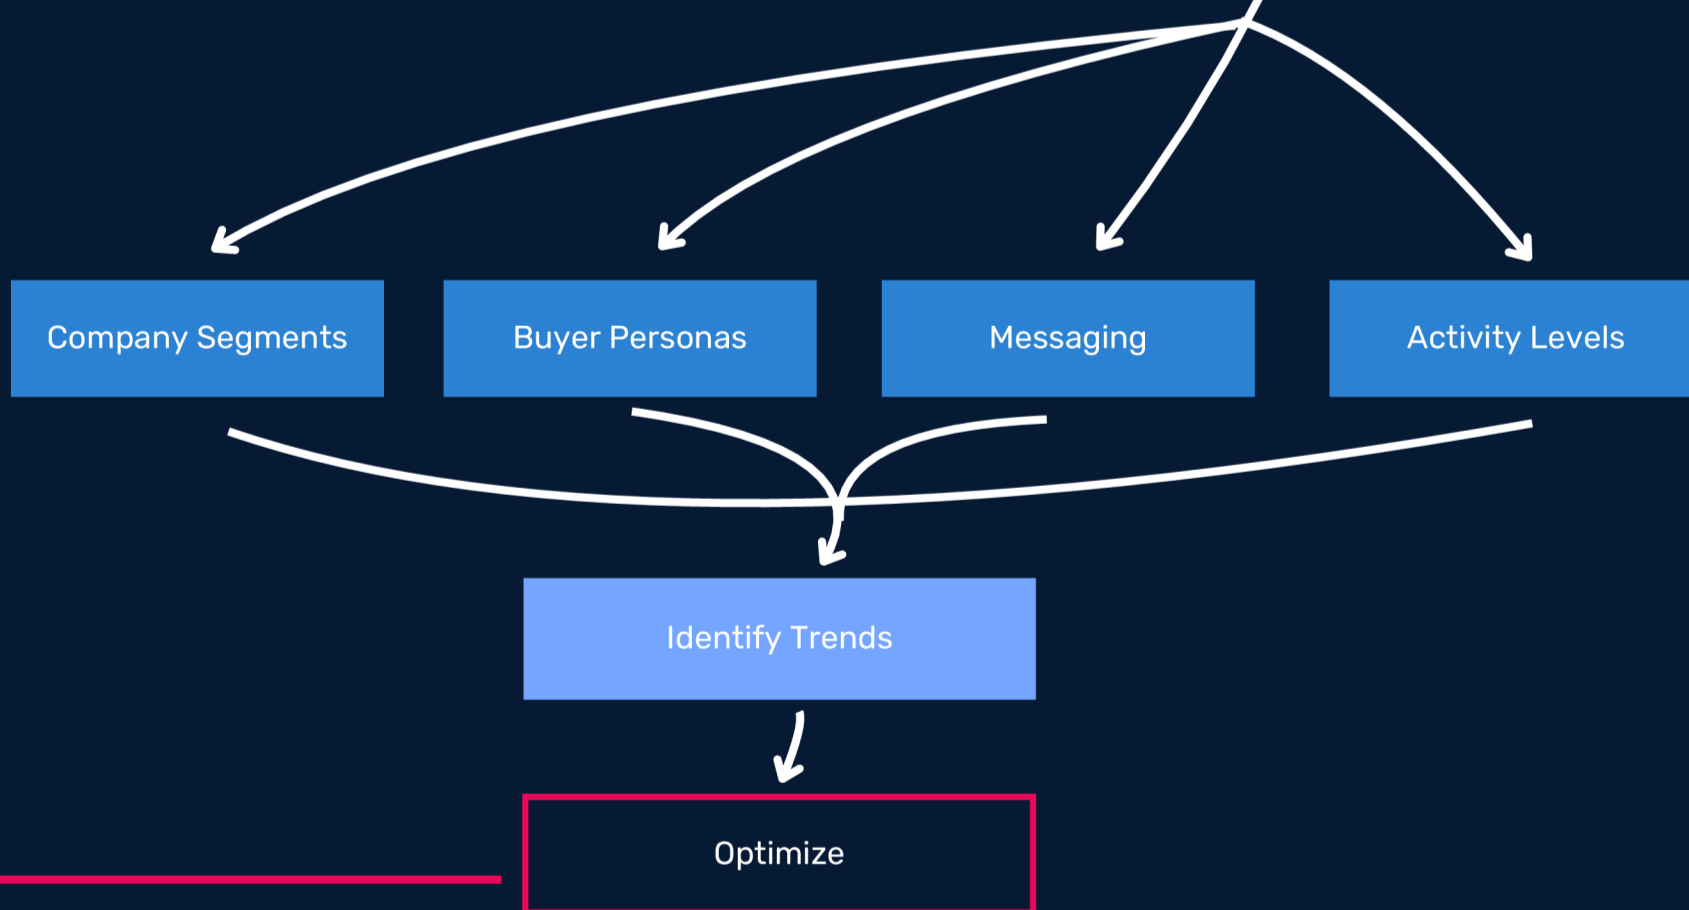 Company Segments
Buyer Personas
Messaging
Activity Levels
Identify Trends
Optimize